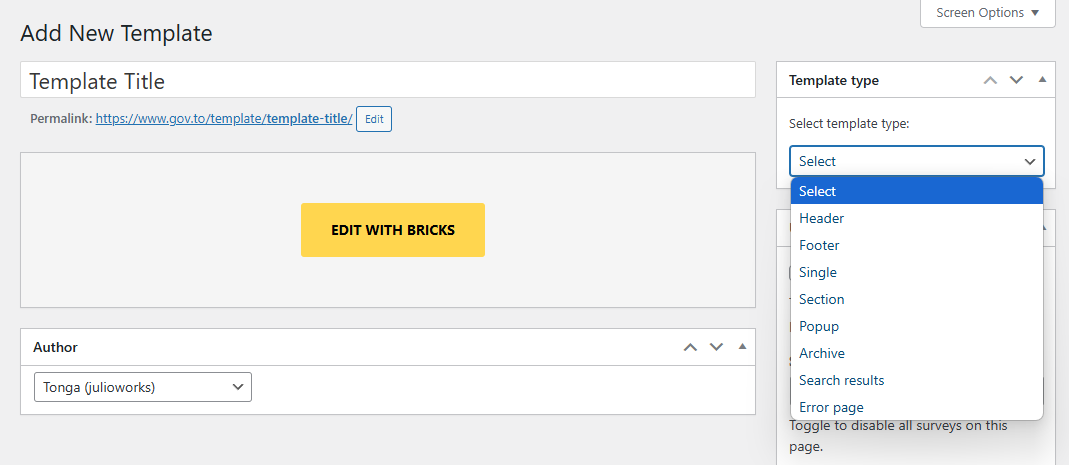 Screen Options ▼
Add New Template
Template Title
Permalink: https://www.gov.to/template/template-title/ Edit
EDIT WITH BRICKS
Author
Tonga (julioworks)
Template type
Select template type:
Select
Select
Header
Footer
Single
Section
Popup
Archive
Search results
Error page
Toggle to disable all surveys on this
page.